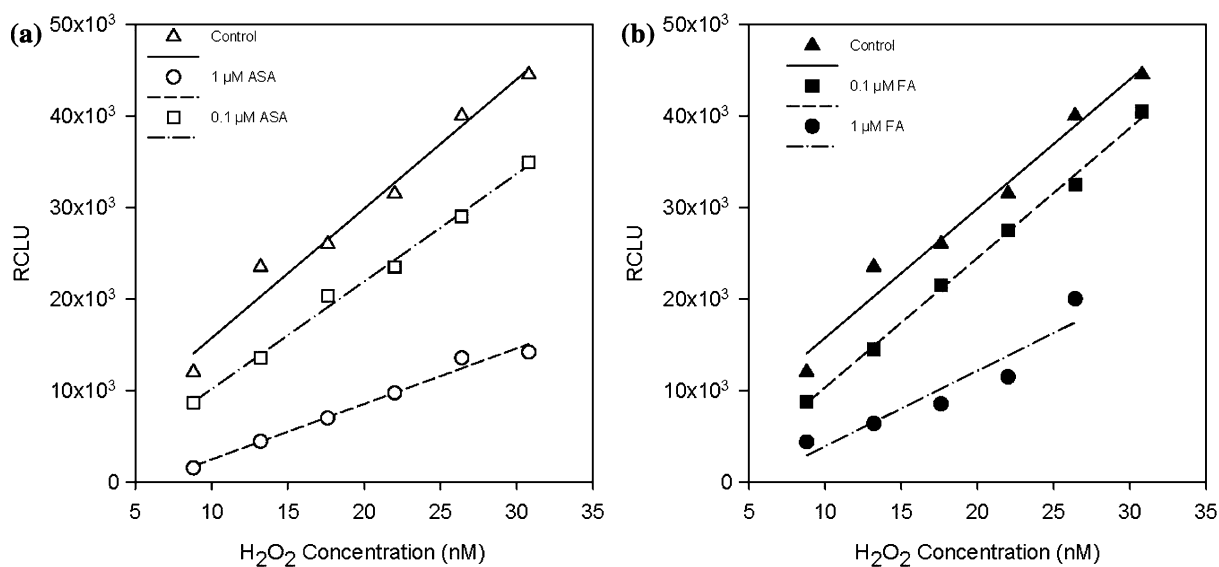 (a)
50x10³
40x10³
30x10³
20x10³
10x10³
0
RCLU
Control
1 µM ASA
0.1 µM ASA
5 10 15 20 25 30 35
H₂O₂ Concentration (nM)
(b)
50x10³
40x10³
30x10³
20x10³
10x10³
0
RCLU
Control
0.1 µM FA
1 µM FA
5 10 15 20 25 30 35
H₂O₂ Concentration (nM)